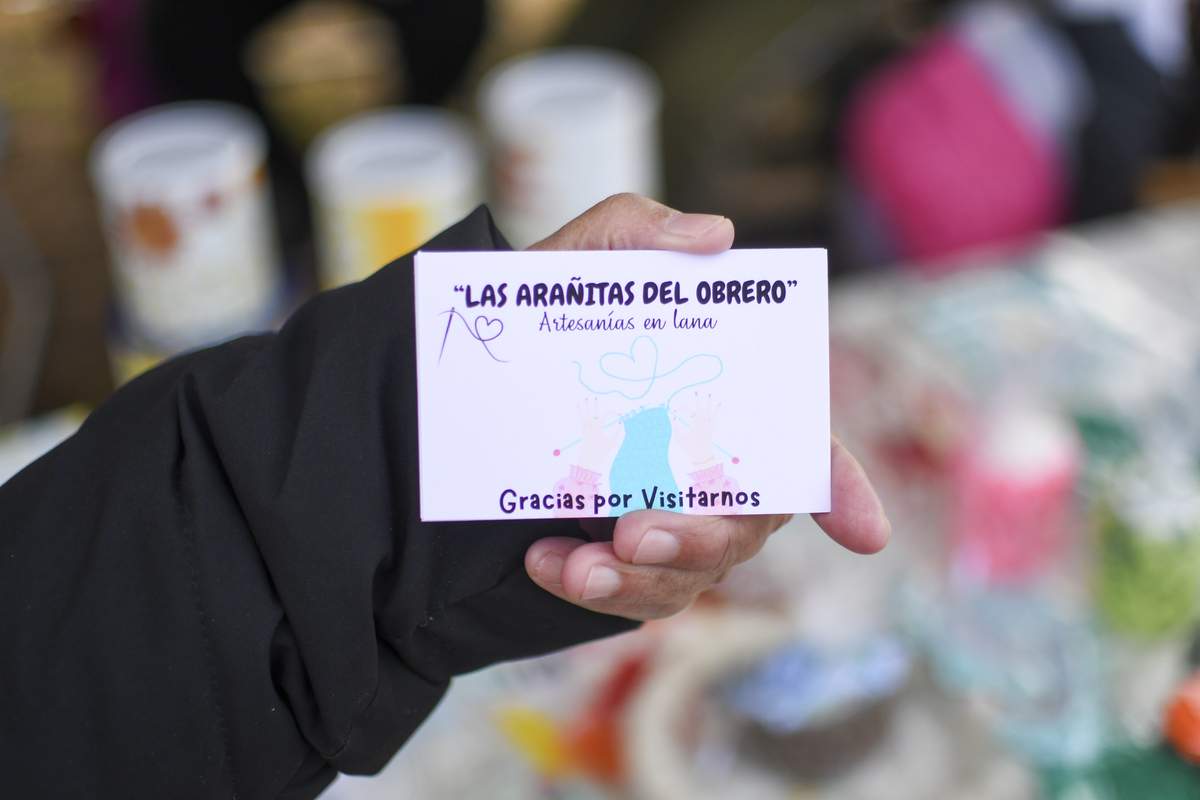 “LAS ARAÑITAS DEL OBRERO”
Artesanías en lana
Gracias por Visitarnos